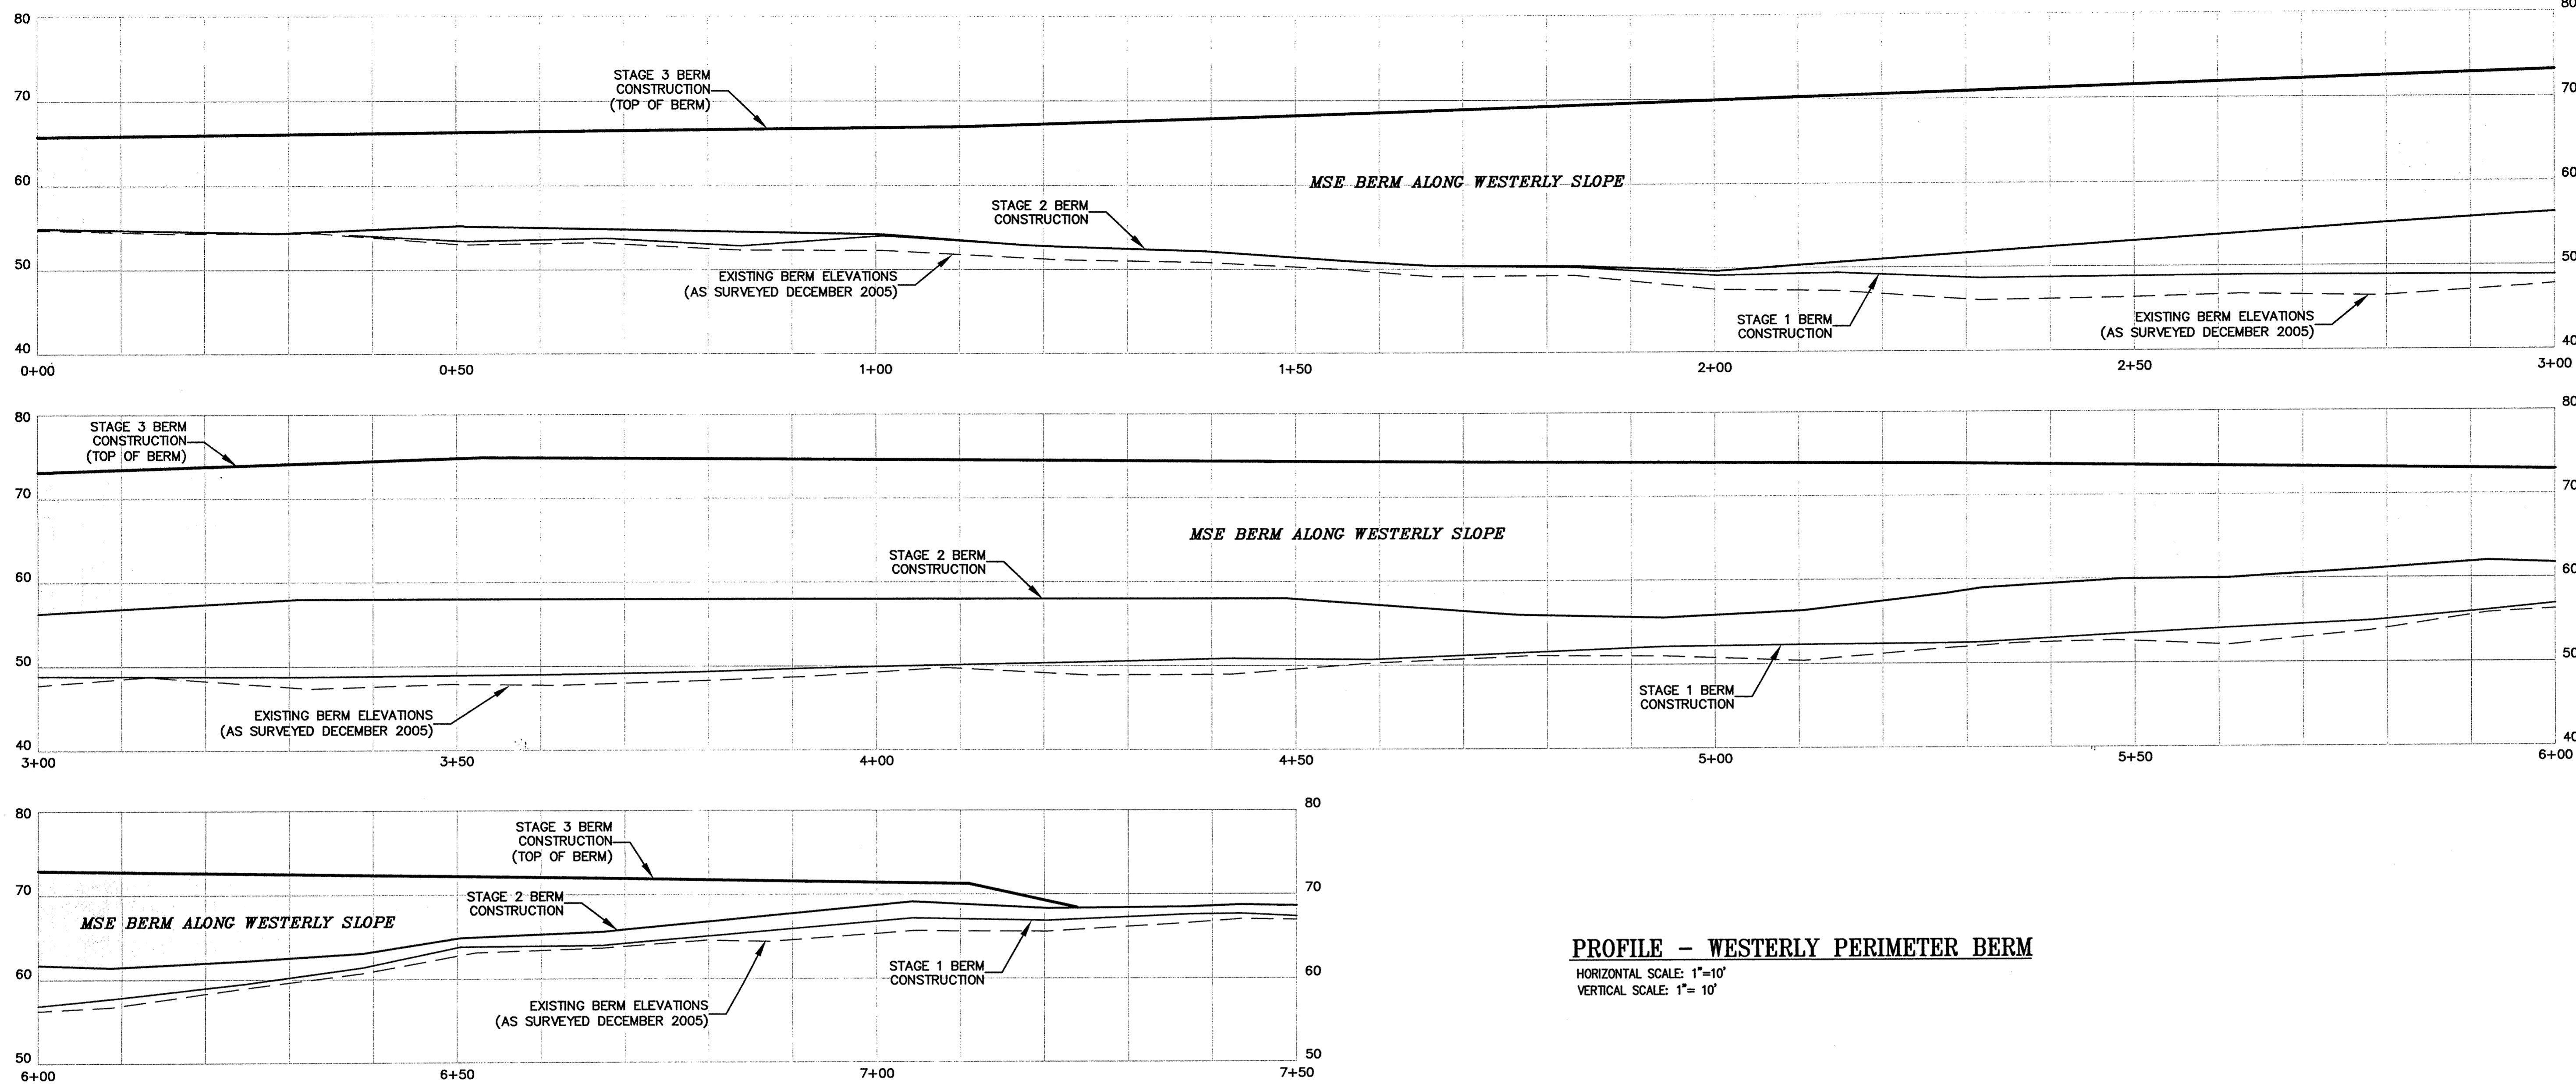 80
80
STAGE 3 BERM
CONSTRUCTION
(TOP OF BERM)
70
70
MSE BERM ALONG WESTERLY SLOPE
60
60
STAGE 2 BERM
CONSTRUCTION
50
50
EXISTING BERM ELEVATIONS
(AS SURVEYED DECEMBER 2005)
STAGE 1 BERM
CONSTRUCTION
EXISTING BERM ELEVATIONS
(AS SURVEYED DECEMBER 2005)
40
40
0+00
0+50
1+00
1+50
2+00
2+50
3+00
80
80
STAGE 3 BERM
CONSTRUCTION
(TOP OF BERM)
70
70
MSE BERM ALONG WESTERLY SLOPE
STAGE 2 BERM
CONSTRUCTION
60
60
50
50
STAGE 1 BERM
CONSTRUCTION
EXISTING BERM ELEVATIONS
(AS SURVEYED DECEMBER 2005)
40
40
3+00
3+50
4+00
4+50
5+00
5+50
6+00
80
80
STAGE 3 BERM
CONSTRUCTION
(TOP OF BERM)
70
70
STAGE 2 BERM
CONSTRUCTION
MSE BERM ALONG WESTERLY SLOPE
60
60
STAGE 1 BERM
CONSTRUCTION
EXISTING BERM ELEVATIONS
(AS SURVEYED DECEMBER 2005)
50
50
6+00
6+50
7+00
7+50
PROFILE – WESTERLY PERIMETER BERM
HORIZONTAL SCALE: 1"=10'
VERTICAL SCALE: 1"= 10'